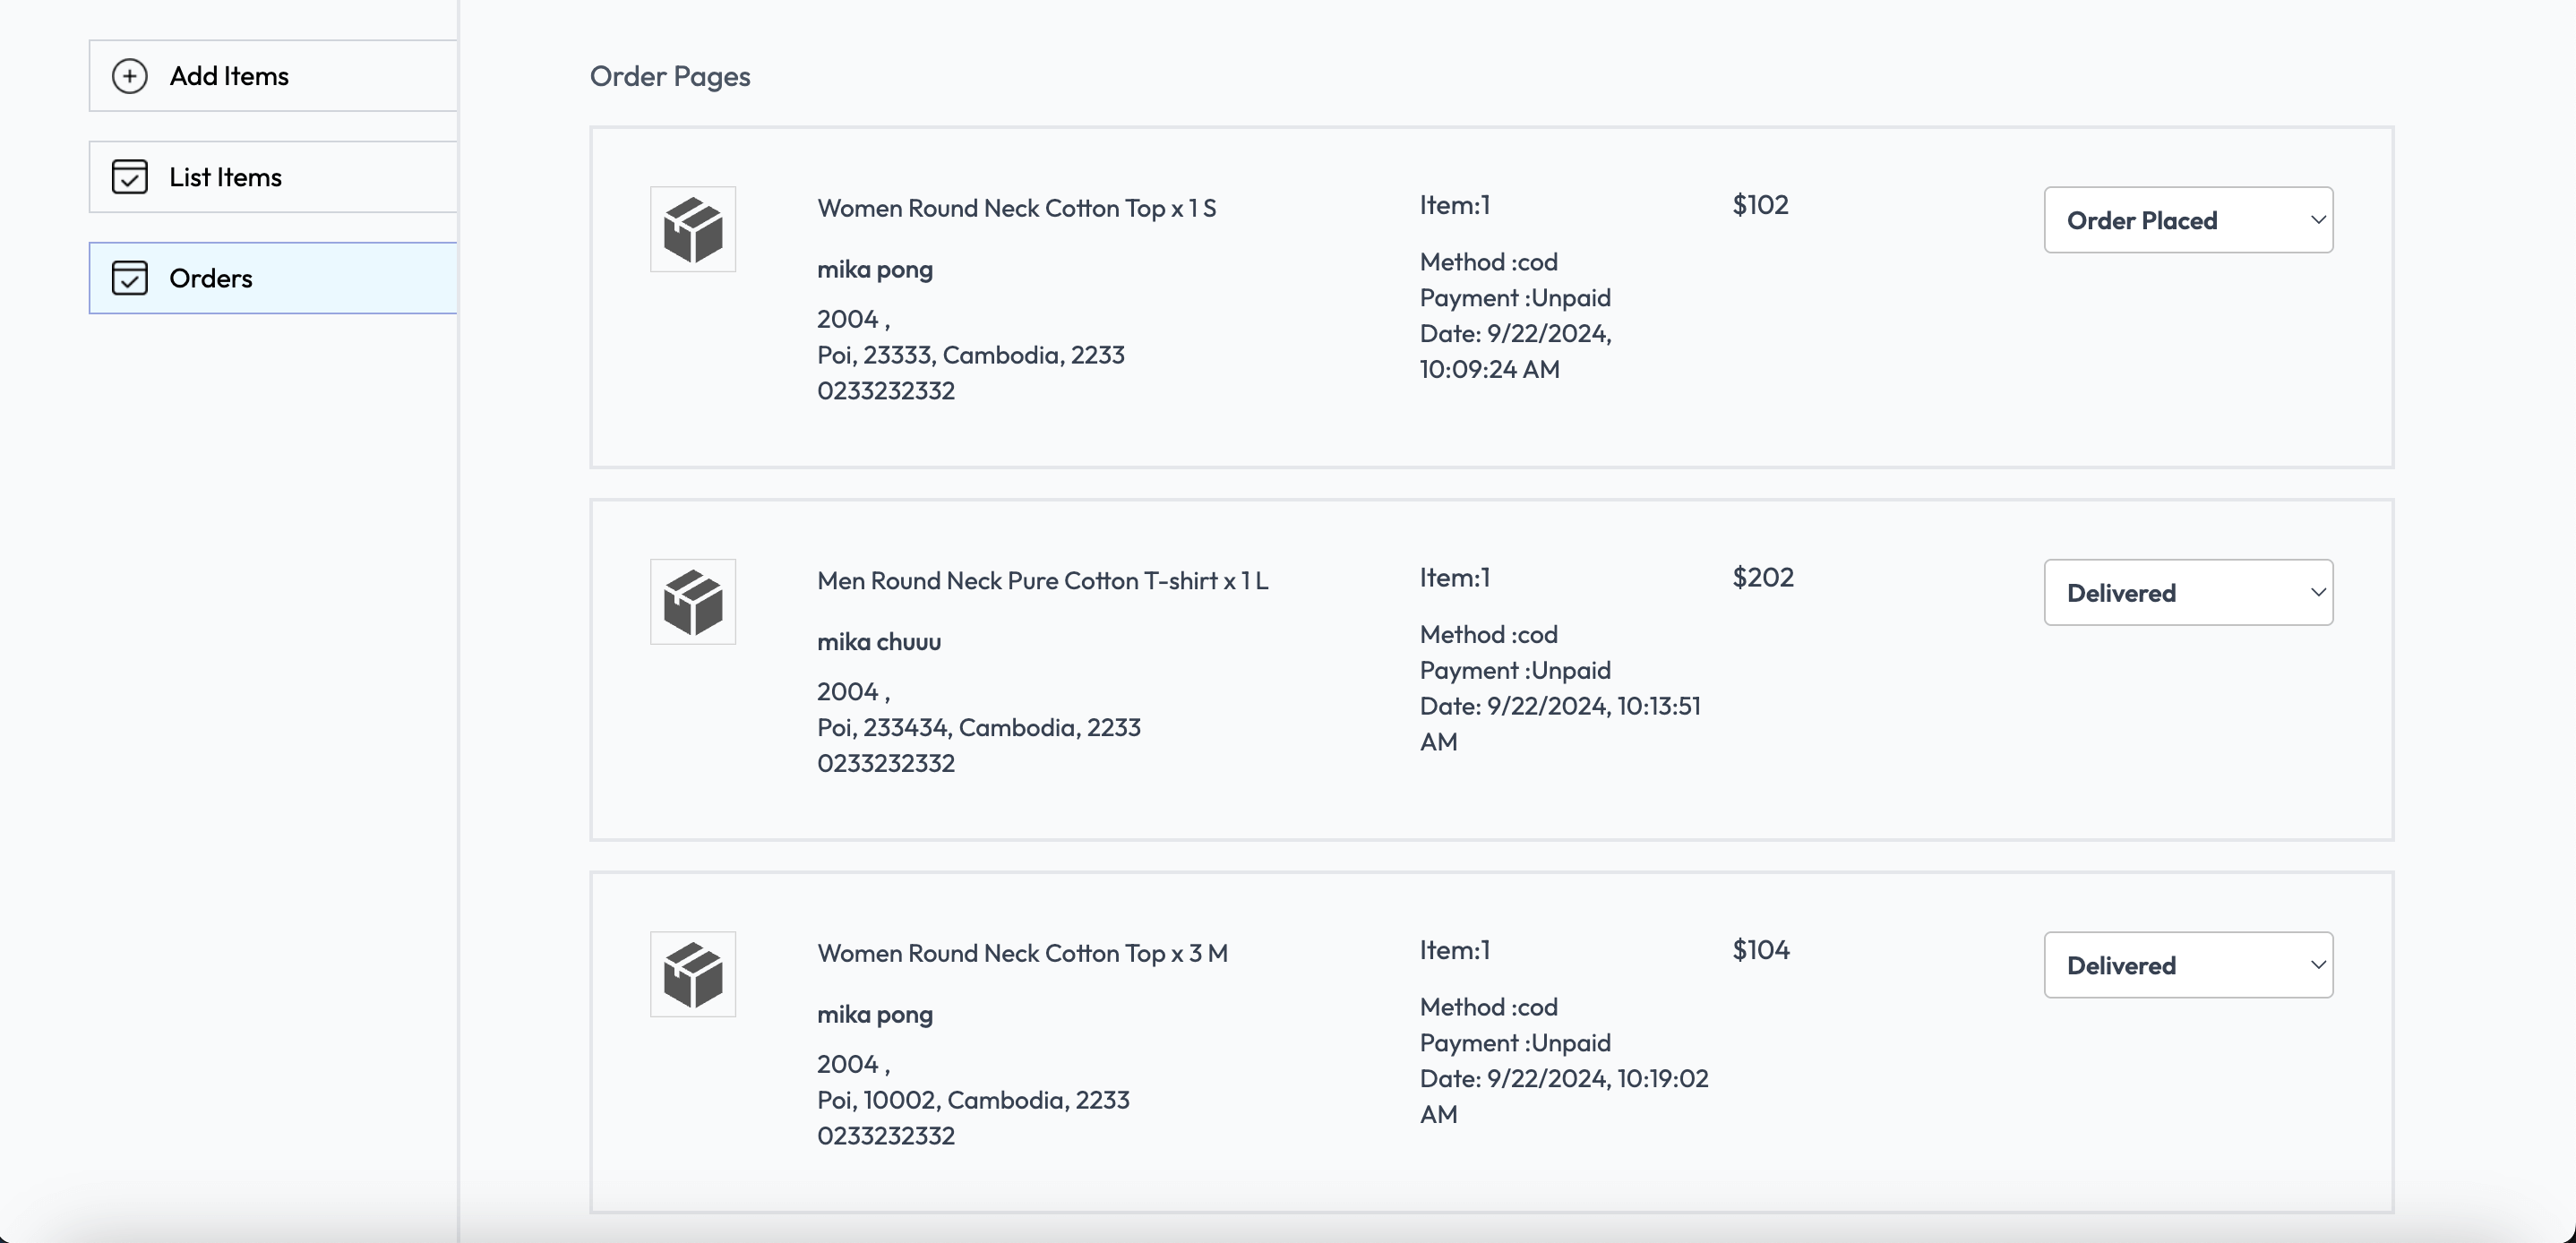 Add Items
List Items
Orders
Order Pages
Women Round Neck Cotton Top x 1 S
mika pong
2004 ,
Poi, 23333, Cambodia, 2233
0233232332
Item:1
Method :cod
Payment :Unpaid
Date: 9/22/2024,
10:09:24 AM
$102
Order Placed
Men Round Neck Pure Cotton T-shirt x 1 L
mika chuuu
2004 ,
Poi, 233434, Cambodia, 2233
0233232332
Item:1
Method :cod
Payment :Unpaid
Date: 9/22/2024, 10:13:51
AM
$202
Delivered
Women Round Neck Cotton Top x 3 M
mika pong
2004 ,
Poi, 10002, Cambodia, 2233
0233232332
Item:1
Method :cod
Payment :Unpaid
Date: 9/22/2024, 10:19:02
AM
$104
Delivered